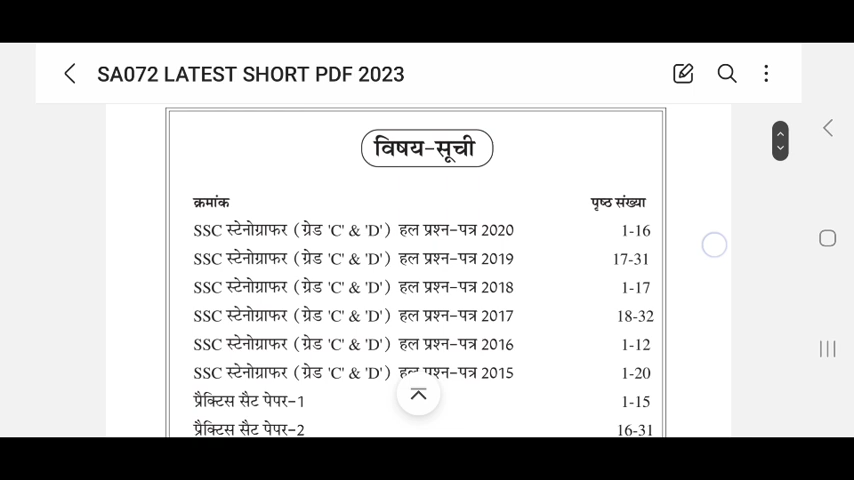 SA072 LATEST SHORT PDF 2023
विषय-सूची
क्रमांक पृष्ठ संख्या
SSC स्टेनोग्राफर (ग्रेड 'C' & 'D') हल प्रश्न-पत्र 2020 1-16
SSC स्टेनोग्राफर (ग्रेड 'C' & 'D') हल प्रश्न-पत्र 2019 17-31
SSC स्टेनोग्राफर (ग्रेड 'C' & 'D') हल प्रश्न-पत्र 2018 1-17
SSC स्टेनोग्राफर (ग्रेड 'C' & 'D') हल प्रश्न-पत्र 2017 18-32
SSC स्टेनोग्राफर (ग्रेड 'C' & 'D') हल प्रश्न-पत्र 2016 1-12
SSC स्टेनोग्राफर (ग्रेड 'C' & 'D') हल प्रश्न-पत्र 2015 1-20
प्रैक्टिस सैट पेपर-1 1-15
प्रैक्टिस सैट पेपर-2 16-31